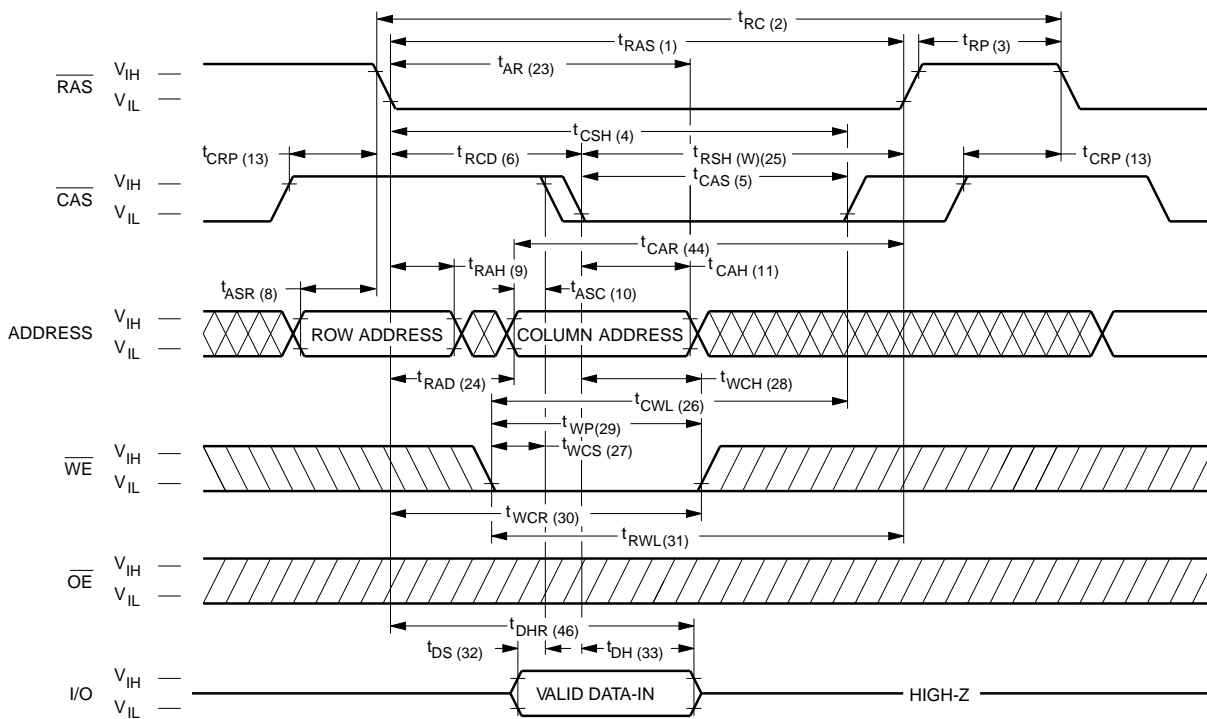 tRC (2)
tRAS (1)
tRP (3)
tAR (23)
RAS
VIH
VIL
tCSH (4)
tCRP (13)
tRCD (6)
tRSH (W)(25)
tCRP (13)
CAS
VIH
VIL
tCAS (5)
tCAR (44)
tRAH (9)
tCAH (11)
tASR (8)
tASC (10)
ADDRESS
VIH
VIL
ROW ADDRESS
COLUMN ADDRESS
tRAD (24)
tWCH (28)
tCWL (26)
tWP(29)
tWCS (27)
WE
VIH
VIL
tWCR (30)
tRWL(31)
OE
VIH
VIL
tDHR (46)
tDS (32)
tDH (33)
I/O
VIH
VIL
VALID DATA-IN
HIGH-Z